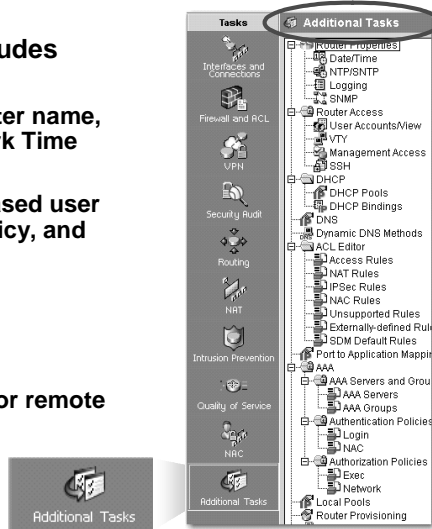 udes
ter name,
k Time
ased user
icy, and
or remote
Additional Tasks
Tasks
Interfaces and
Connections
Firewall and ACL
VPN
Security Audit
Routing
NAT
Intrusion Prevention
Quality of Service
NAC
Additional Tasks
Additional Tasks
Router Properties
Date/Time
NTP/SNTP
Logging
SNMP
Router Access
User Accounts/View
VTY
Management Access
SSH
DHCP
DHCP Pools
DHCP Bindings
DNS
Dynamic DNS Methods
ACL Editor
Access Rules
NAT Rules
IPSec Rules
NAC Rules
Unsupported Rules
Externally-defined Rul
SDM Default Rules
Port to Application Mappin
AAA
AAA Servers and Grou
AAA Servers
AAA Groups
Authentication Policies
Login
NAC
Authorization Policies
Exec
Network
Local Pools
Router Provisioning